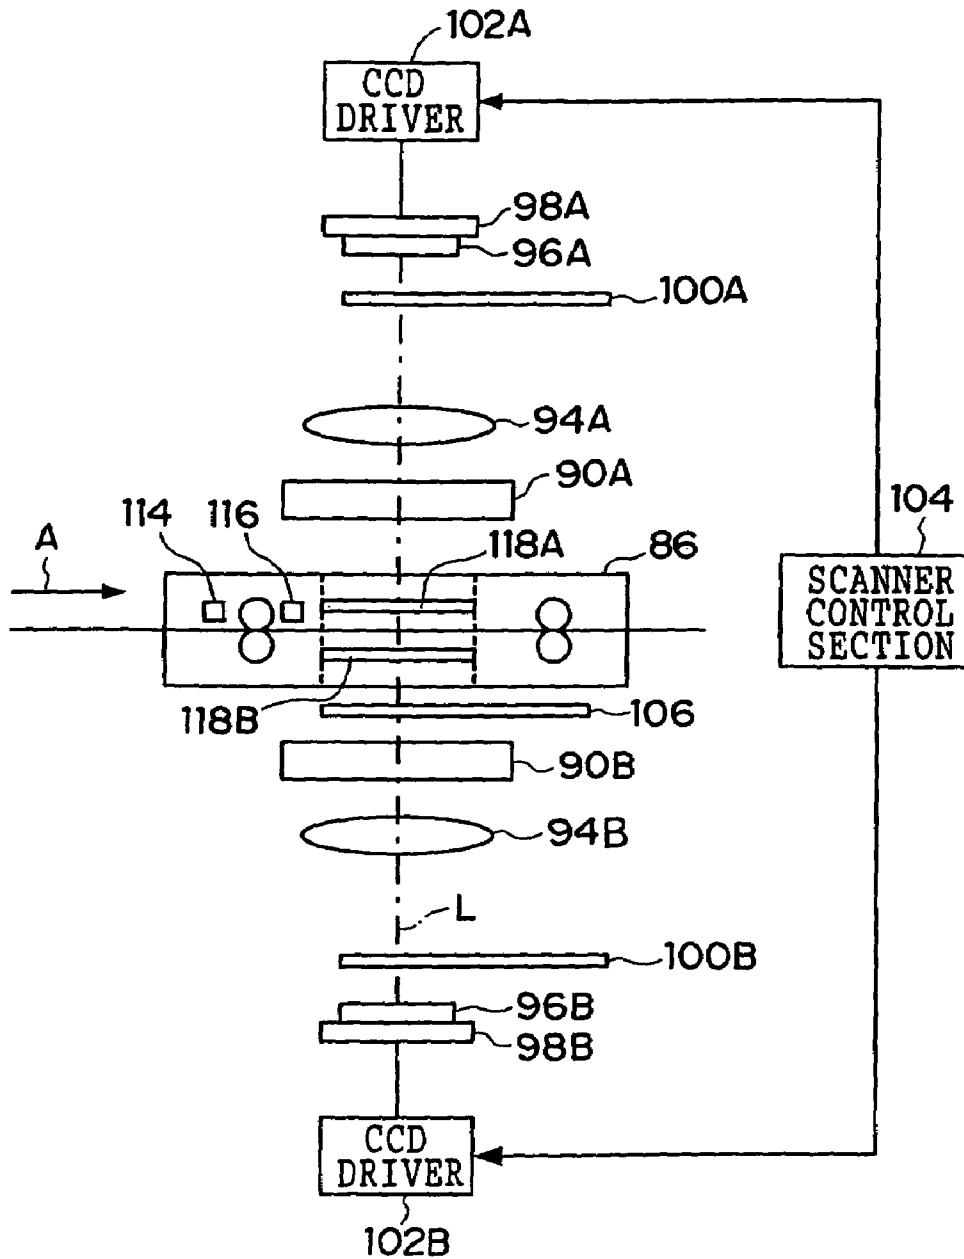 102A
CCD
DRIVER
98A
96A
100A
94A
90A
114
116
118A
86
104
A
SCANNER
CONTROL
SECTION
118B
106
90B
94B
L
100B
96B
98B
CCD
DRIVER
102B